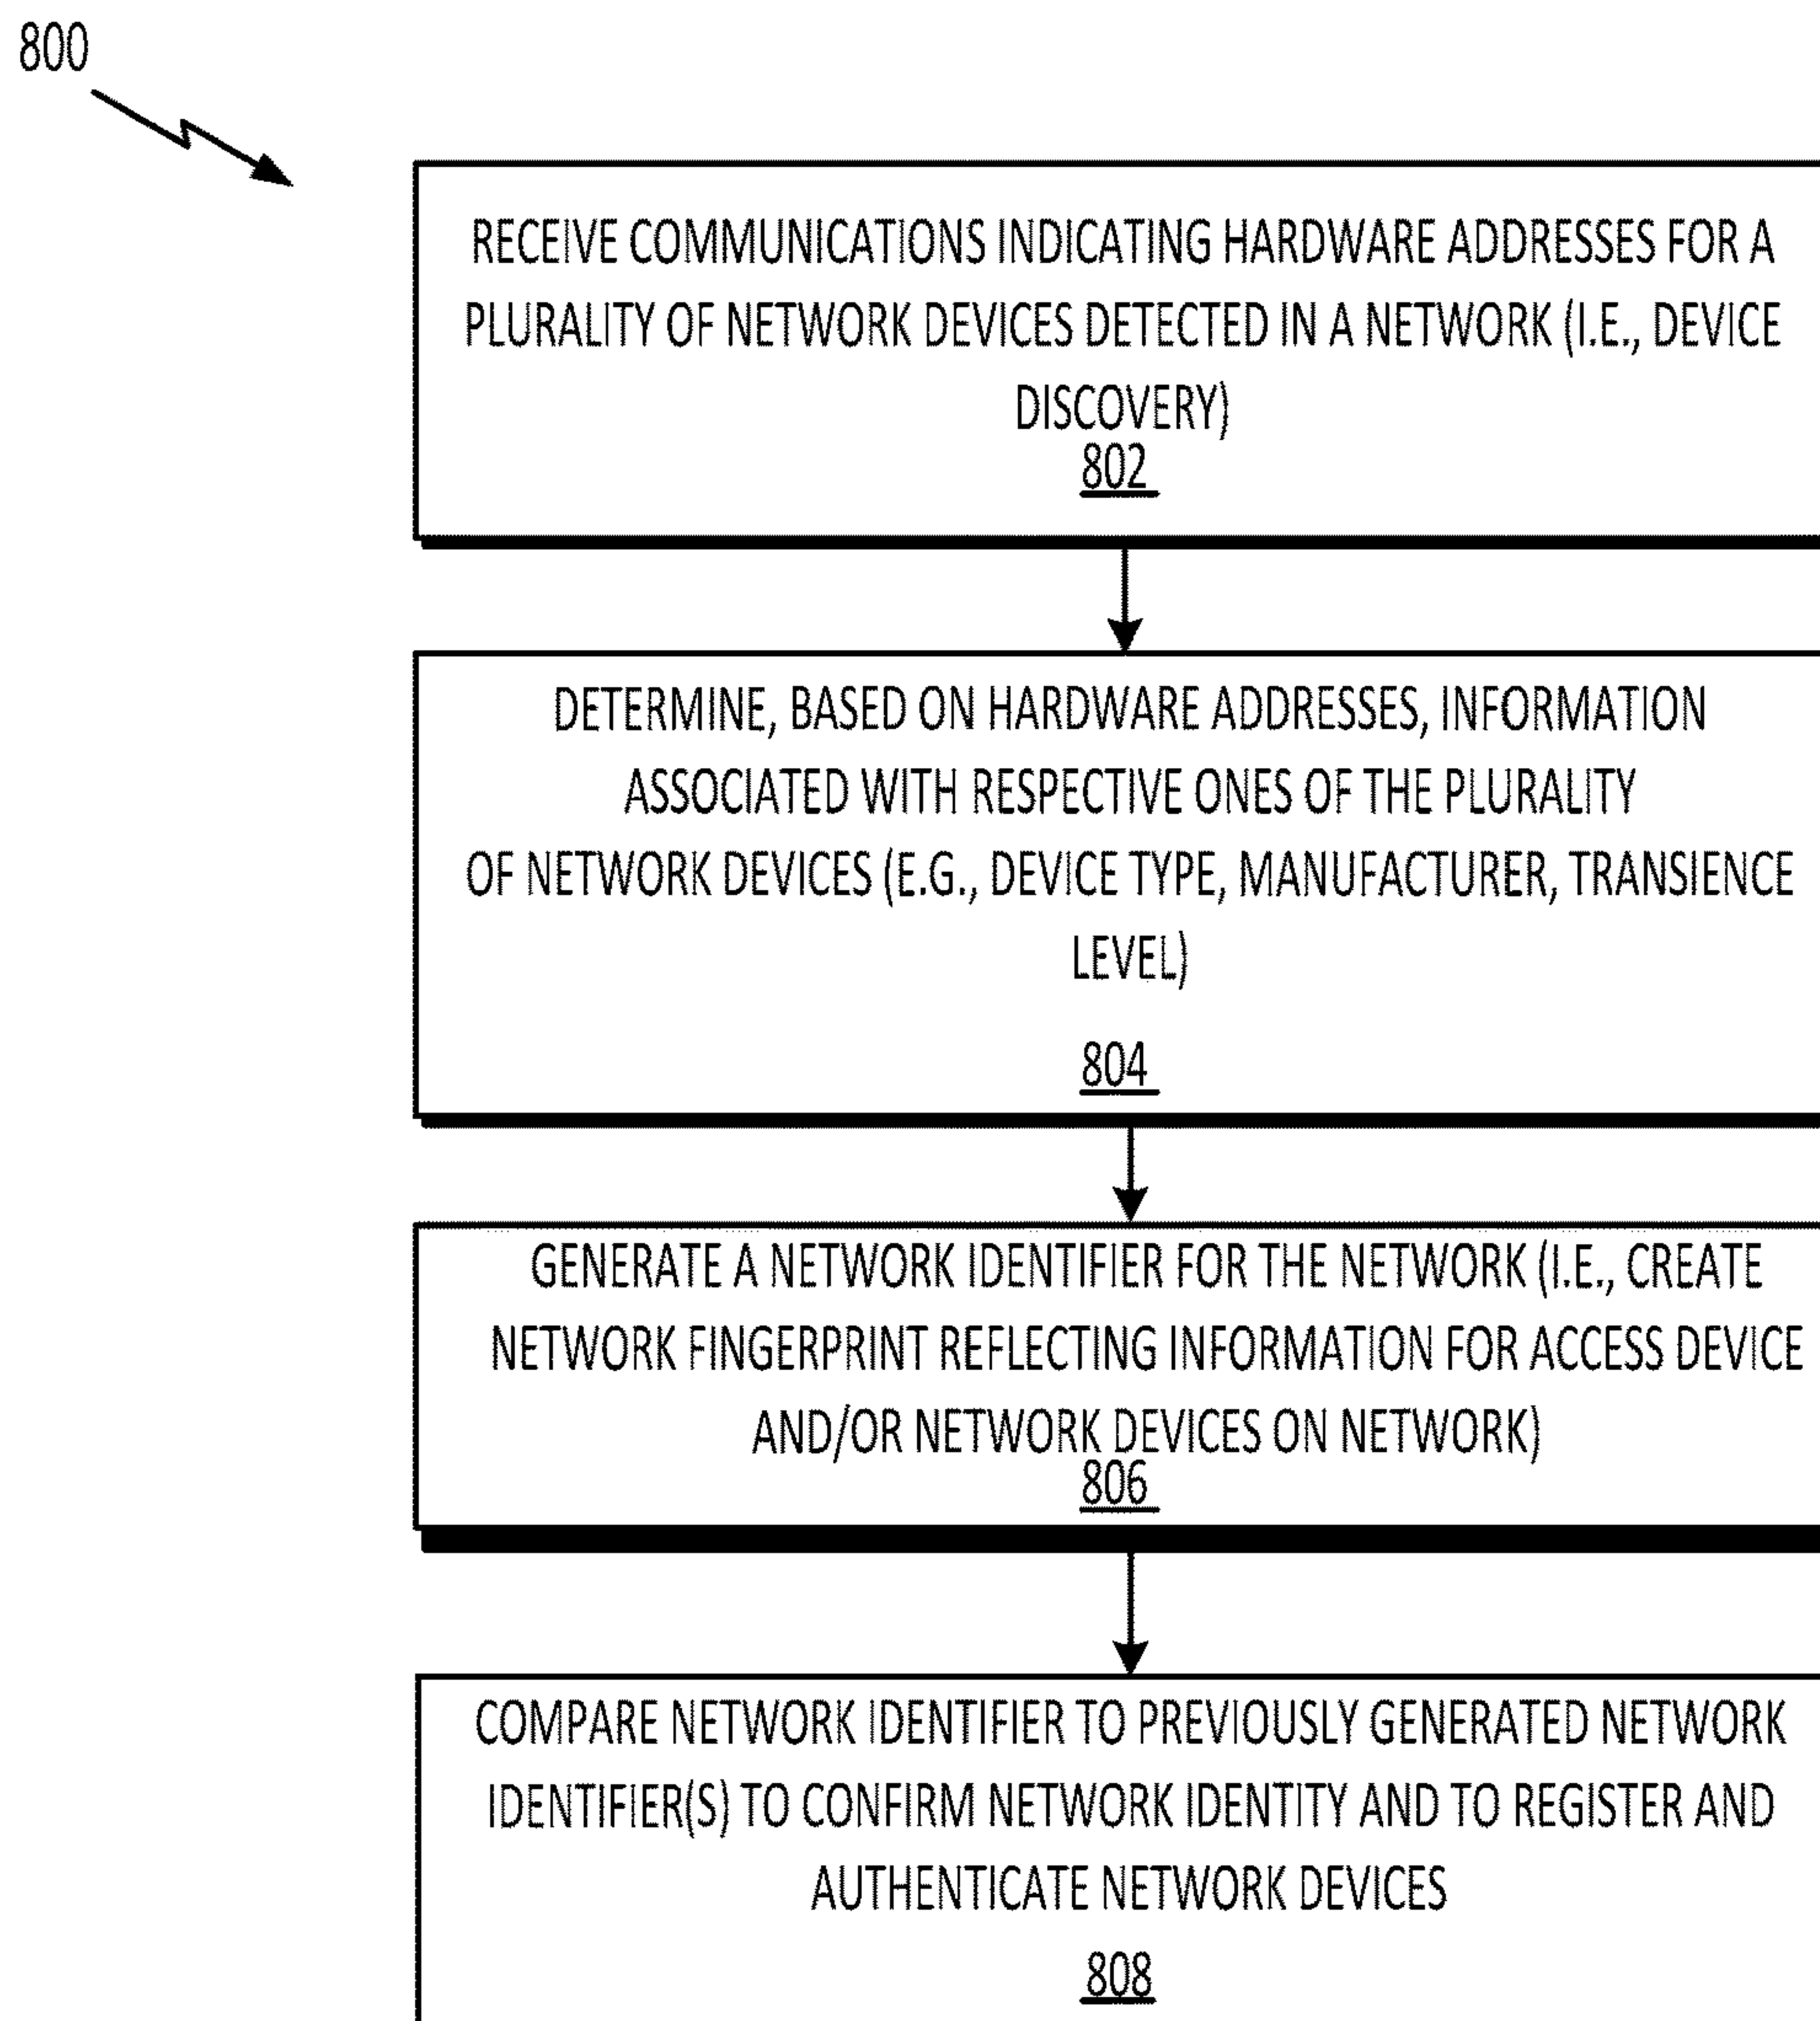 800
RECEIVE COMMUNICATIONS INDICATING HARDWARE ADDRESSES FOR A
PLURALITY OF NETWORK DEVICES DETECTED IN A NETWORK (I.E., DEVICE
DISCOVERY)
802
DETERMINE, BASED ON HARDWARE ADDRESSES, INFORMATION
ASSOCIATED WITH RESPECTIVE ONES OF THE PLURALITY
OF NETWORK DEVICES (E.G., DEVICE TYPE, MANUFACTURER, TRANSIENCE
LEVEL)
804
GENERATE A NETWORK IDENTIFIER FOR THE NETWORK (I.E., CREATE
NETWORK FINGERPRINT REFLECTING INFORMATION FOR ACCESS DEVICE
AND/OR NETWORK DEVICES ON NETWORK)
806
COMPARE NETWORK IDENTIFIER TO PREVIOUSLY GENERATED NETWORK
IDENTIFIER(S) TO CONFIRM NETWORK IDENTITY AND TO REGISTER AND
AUTHENTICATE NETWORK DEVICES
808